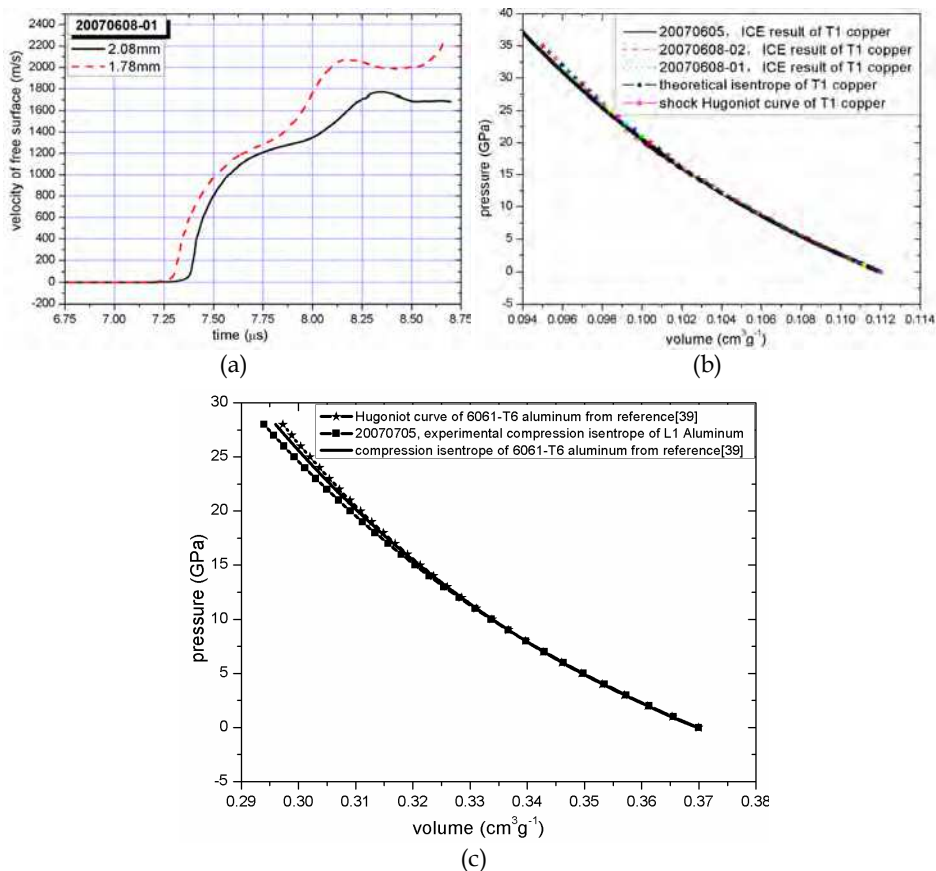 20070608-01
2.08mm
1.78mm
velocity of free surface (m/s)
2400
2200
2000
1800
1600
1400
1200
1000
800
600
400
200
0
-200
6.75 7.00 7.25 7.50 7.75 8.00 8.25 8.50 8.75
time (μs)
(a)
20070605， ICE result of T1 copper
20070608-02， ICE result of T1 copper
20070608-01， ICE result of T1 copper
theoretical isentrope of T1 copper
shock Hugoniot curve of T1 copper
pressure (GPa)
40
35
30
25
20
15
10
5
0
-5
0.094 0.096 0.098 0.100 0.102 0.104 0.106 0.108 0.110 0.112 0.114
volume (cm³g⁻¹)
(b)
Hugoniot curve of 6061-T6 aluminum from reference[39]
20070705, experimental compression isentrope of L1 Aluminum
compression isentrope of 6061-T6 aluminum from reference[39]
pressure (GPa)
30
25
20
15
10
5
0
-5
0.29 0.30 0.31 0.32 0.33 0.34 0.35 0.36 0.37 0.38
volume (cm³g⁻¹)
(c)